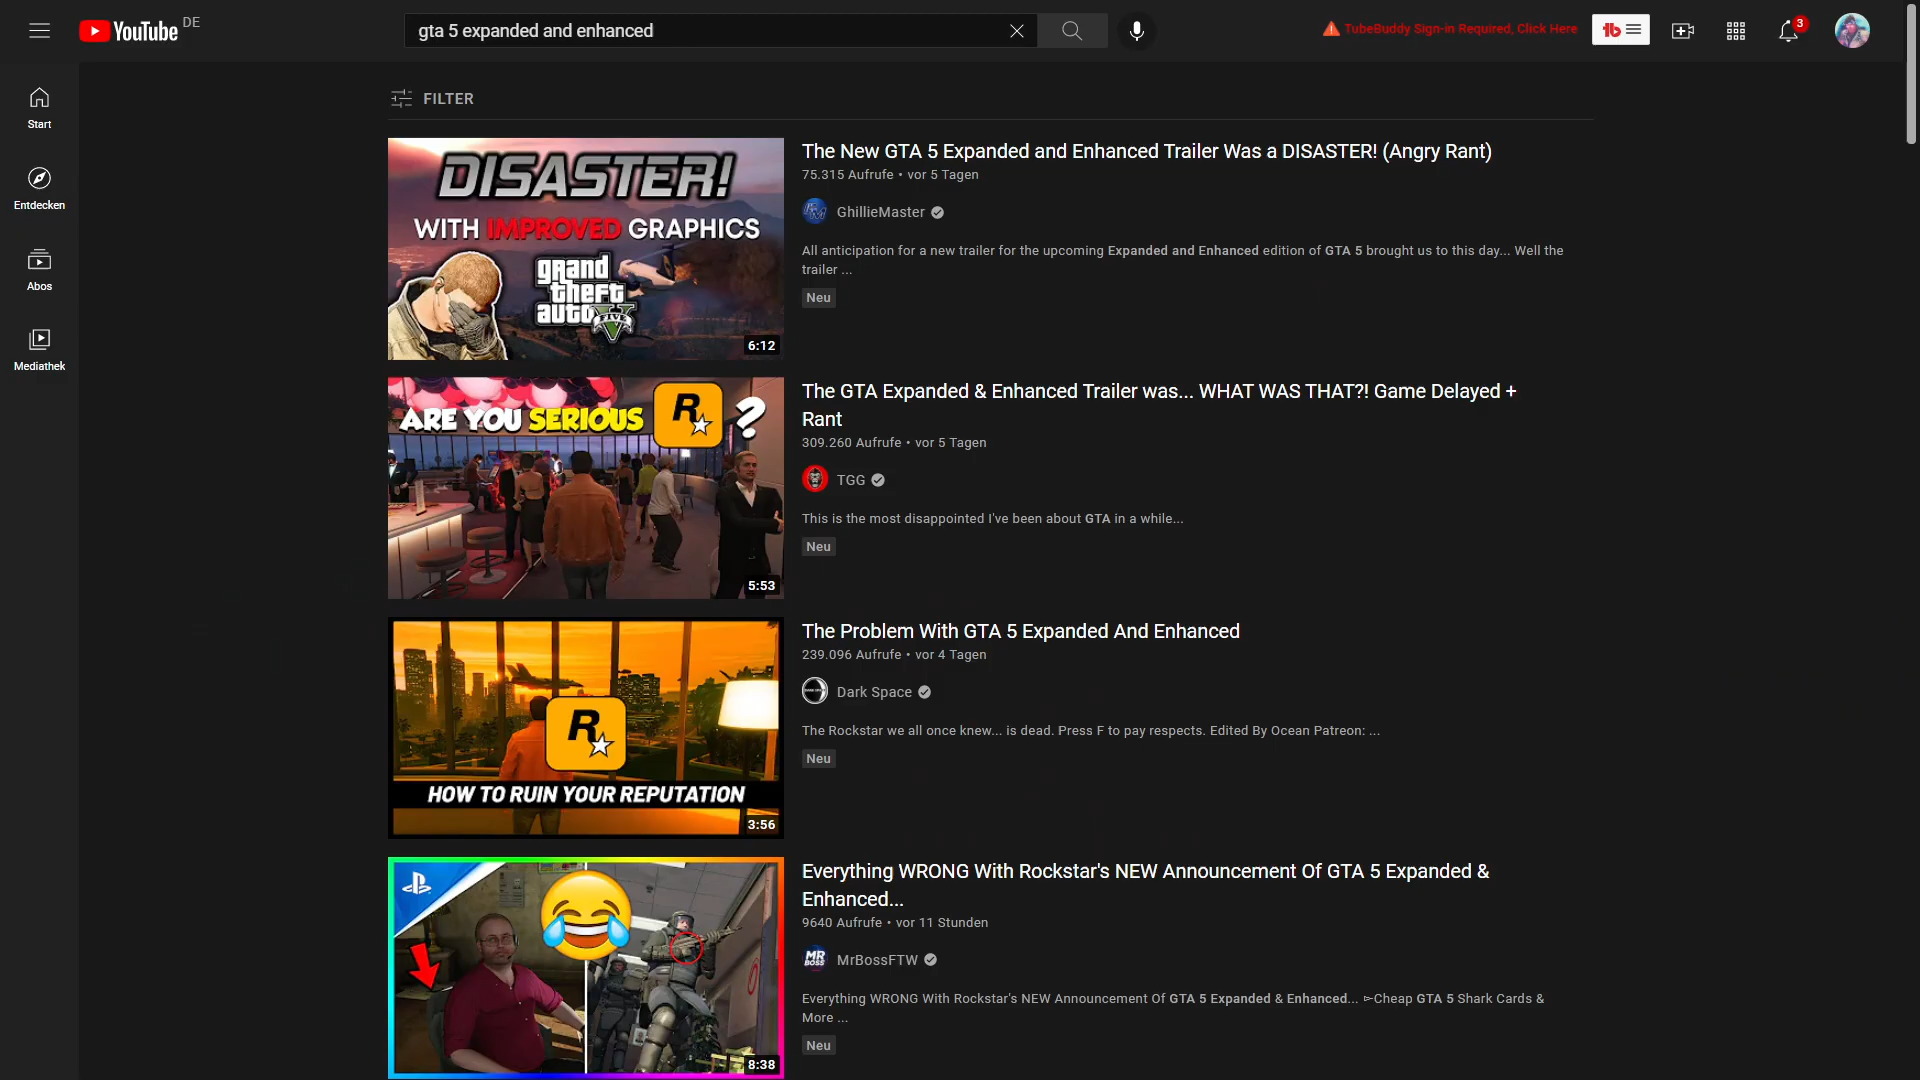 YouTube DE
gta 5 expanded and enhanced
TubeBuddy Sign-in Required, Click Here
tb
3
Start
Entdecken
Abos
Mediathek
FILTER
DISASTER!
WITH IMPROVED GRAPHICS
grand
theft
auto
FIVE
6:12
The New GTA 5 Expanded and Enhanced Trailer Was a DISASTER! (Angry Rant)
75.315 Aufrufe • vor 5 Tagen
GhillieMaster
All anticipation for a new trailer for the upcoming Expanded and Enhanced edition of GTA 5 brought us to this day... Well the
trailer ...
Neu
ARE YOU SERIOUS R ?
5:53
The GTA Expanded & Enhanced Trailer was... WHAT WAS THAT?! Game Delayed +
Rant
309.260 Aufrufe • vor 5 Tagen
TGG
This is the most disappointed I've been about GTA in a while...
Neu
R
HOW TO RUIN YOUR REPUTATION
3:56
The Problem With GTA 5 Expanded And Enhanced
239.096 Aufrufe • vor 4 Tagen
Dark Space
The Rockstar we all once knew... is dead. Press F to pay respects. Edited By Ocean Patreon: ...
Neu
8:38
Everything WRONG With Rockstar's NEW Announcement Of GTA 5 Expanded &
Enhanced...
9640 Aufrufe • vor 11 Stunden
MR
BOSS
MrBossFTW
Everything WRONG With Rockstar's NEW Announcement Of GTA 5 Expanded & Enhanced... ➣Cheap GTA 5 Shark Cards &
More ...
Neu